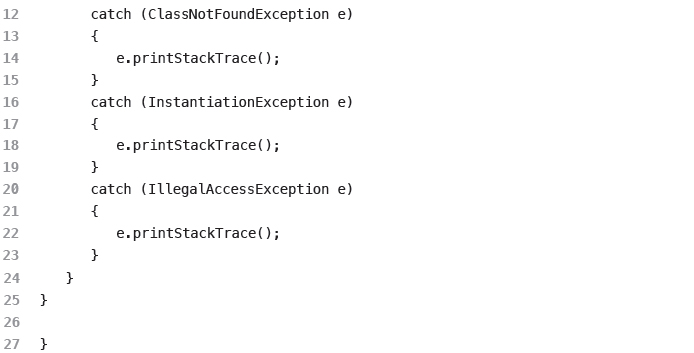 12 catch (ClassNotFoundException e)
13 {
14 e.printStackTrace();
15 }
16 catch (InstantiationException e)
17 {
18 e.printStackTrace();
19 }
20 catch (IllegalAccessException e)
21 {
22 e.printStackTrace();
23 }
24 }
25 }
26
27 }